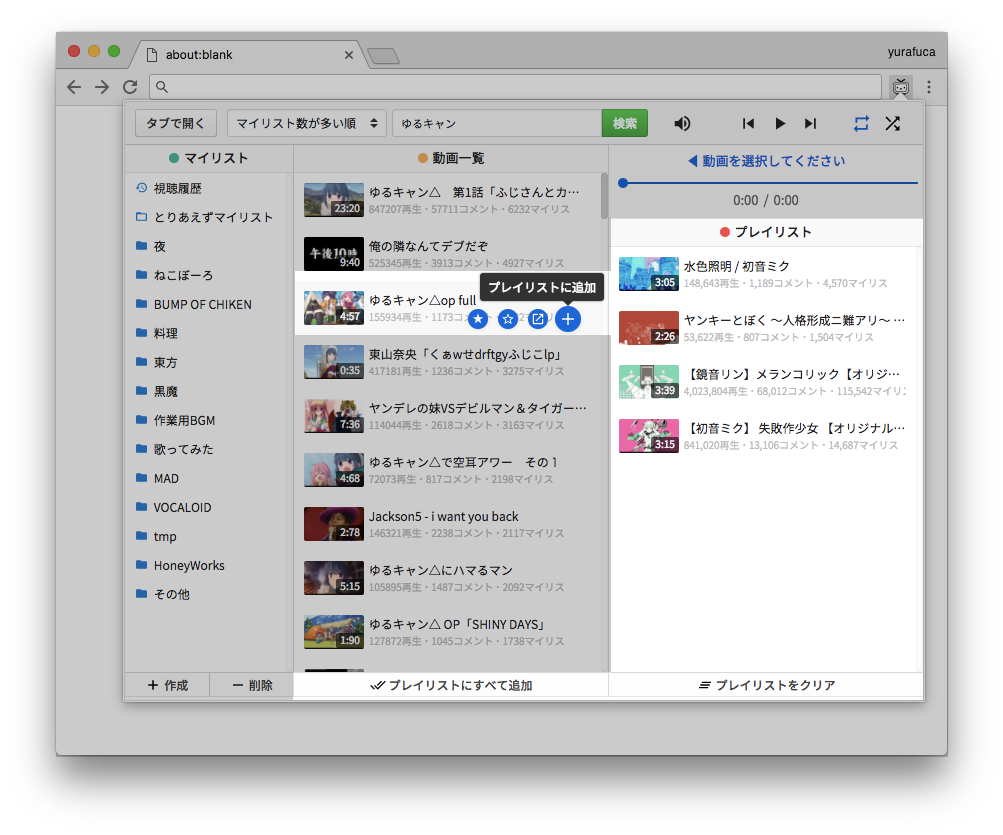 about:blank
yurafuca
タブで開く
マイリスト数が多い順
ゆるキャン
検索
マイリスト
視聴履歴
とりあえずマイリスト
夜
ねこぼーろ
BUMP OF CHIKEN
料理
東方
黒魔
作業用BGM
歌ってみた
MAD
VOCALOID
tmp
HoneyWorks
その他
作成
削除
動画一覧
23:20
ゆるキャン△　第1話「ふじさんとカ…
847207再生・57711コメント・6232マイリス
午後10時
9:40
俺の隣なんてデブだぞ
525345再生・3913コメント・4927マイリス
プレイリストに追加
4:57
ゆるキャン△op full
155934再生・1173コ
0:35
東山奈央「くぁwせdrftgyふじこlp」
417181再生・1236コメント・3275マイリス
7:36
ヤンデレの妹VSデビルマン＆タイガー…
114044再生・2618コメント・3163マイリス
4:68
ゆるキャン△で空耳アワー　その１
72073再生・817コメント・2198マイリス
2:78
Jackson5 - i want you back
146321再生・2238コメント・2117マイリス
5:15
ゆるキャン△にハマるマン
105895再生・1487コメント・2092マイリス
1:90
ゆるキャン△ OP「SHINY DAYS」
127872再生・1045コメント・1738マイリス
プレイリストにすべて追加
動画を選択してください
0:00 / 0:00
プレイリスト
3:05
水色照明 / 初音ミク
148,643再生・1,189コメント・4,570マイリス
2:26
ヤンキーとぼく ～人格形成ニ難アリ～ …
53,622再生・807コメント・1,504マイリス
3:39
【鏡音リン】メランコリック【オリジ…
4,023,804再生・68,012コメント・115,542マイリ
3:15
【初音ミク】 失敗作少女 【オリジナル…
841,020再生・13,106コメント・14,687マイリス
プレイリストをクリア